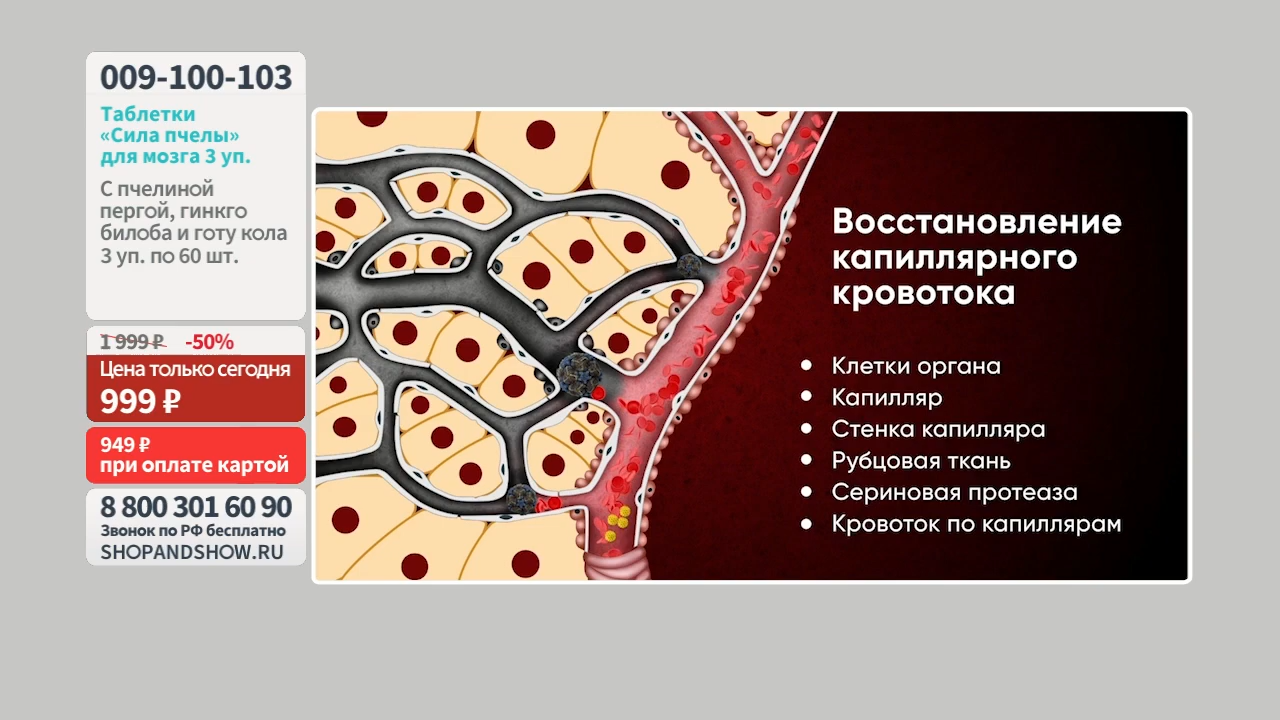 009-100-103
Таблетки
«Сила пчелы»
для мозга 3 уп.
С пчелиной
пергой, гинкго
билоба и готу кола
3 уп. по 60 шт.
1 999 ₽ -50%
Цена только сегодня
999 ₽
949 ₽
при оплате картой
8 800 301 60 90
Звонок по РФ бесплатно
SHOPANDSHOW.RU
Восстановление
капиллярного
кровотока
• Клетки органа
• Капилляр
• Стенка капилляра
• Рубцовая ткань
• Сериновая протеаза
• Кровоток по капиллярам